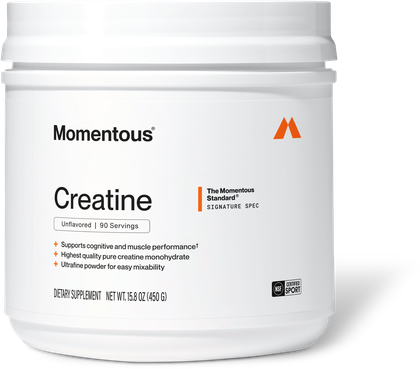 Momentous®
Creatine
Unflavored | 90 Servings
+ Supports cognitive and muscle performance†
+ Highest quality pure creatine monohydrate
+ Ultrafine powder for easy mixability
DIETARY SUPPLEMENT NET WT. 15.8 OZ (450 G)
The Momentous
Standard®
SIGNATURE SPEC
NSF
CERTIFIED
SPORT